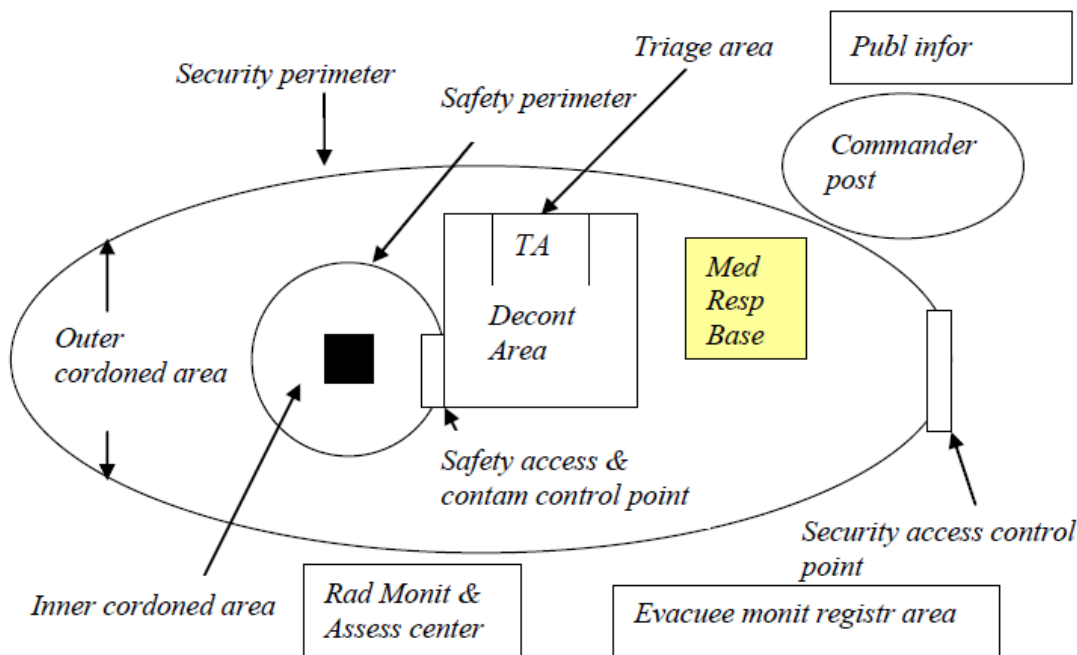 Triage area
Publ infor
Security perimeter
Safety perimeter
Commander
post
TA
Med
Resp
Base
Decont
Area
Outer
cordoned area
Safety access &
contam control point
Security access control
point
Inner cordoned area
Rad Monit &
Assess center
Evacuee monit registr area